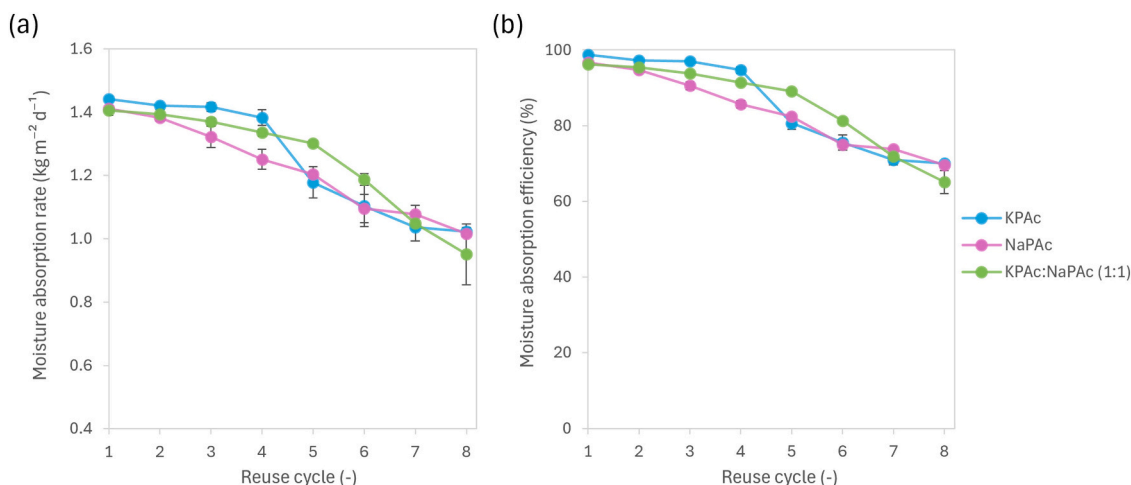 (a)
Moisture absorption rate (kg m⁻² d⁻¹)
1.6
1.4
1.2
1.0
0.8
0.6
0.4
1 2 3 4 5 6 7 8
Reuse cycle (-)
(b)
Moisture absorption efficiency (%)
100
80
60
40
20
0
1 2 3 4 5 6 7 8
Reuse cycle (-)
KPAc
NaPAc
KPAc:NaPAc (1:1)